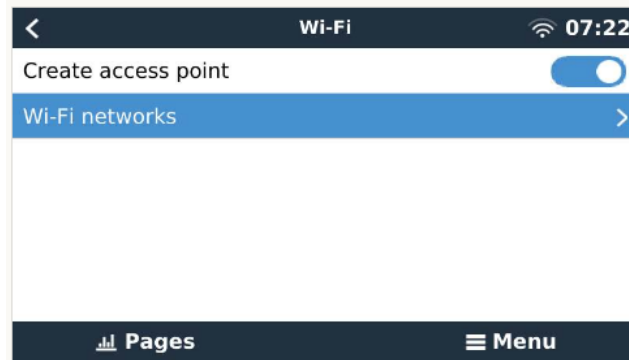 Wi-Fi 07:22
Create access point
Wi-Fi networks
Pages Menu